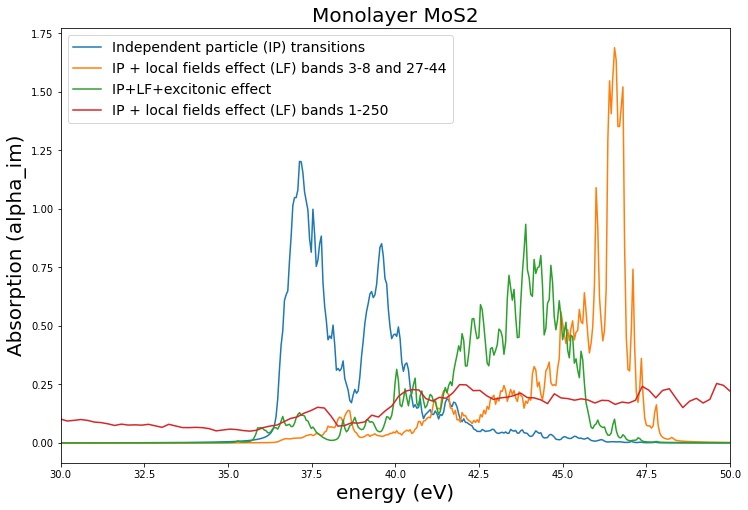 Monolayer MoS2
Independent particle (IP) transitions
IP + local fields effect (LF) bands 3-8 and 27-44
IP+LF+excitonic effect
IP + local fields effect (LF) bands 1-250
Absorption (alpha_im)
1.75
1.50
1.25
1.00
0.75
0.50
0.25
0.00
30.0 32.5 35.0 37.5 40.0 42.5 45.0 47.5 50.0
energy (eV)